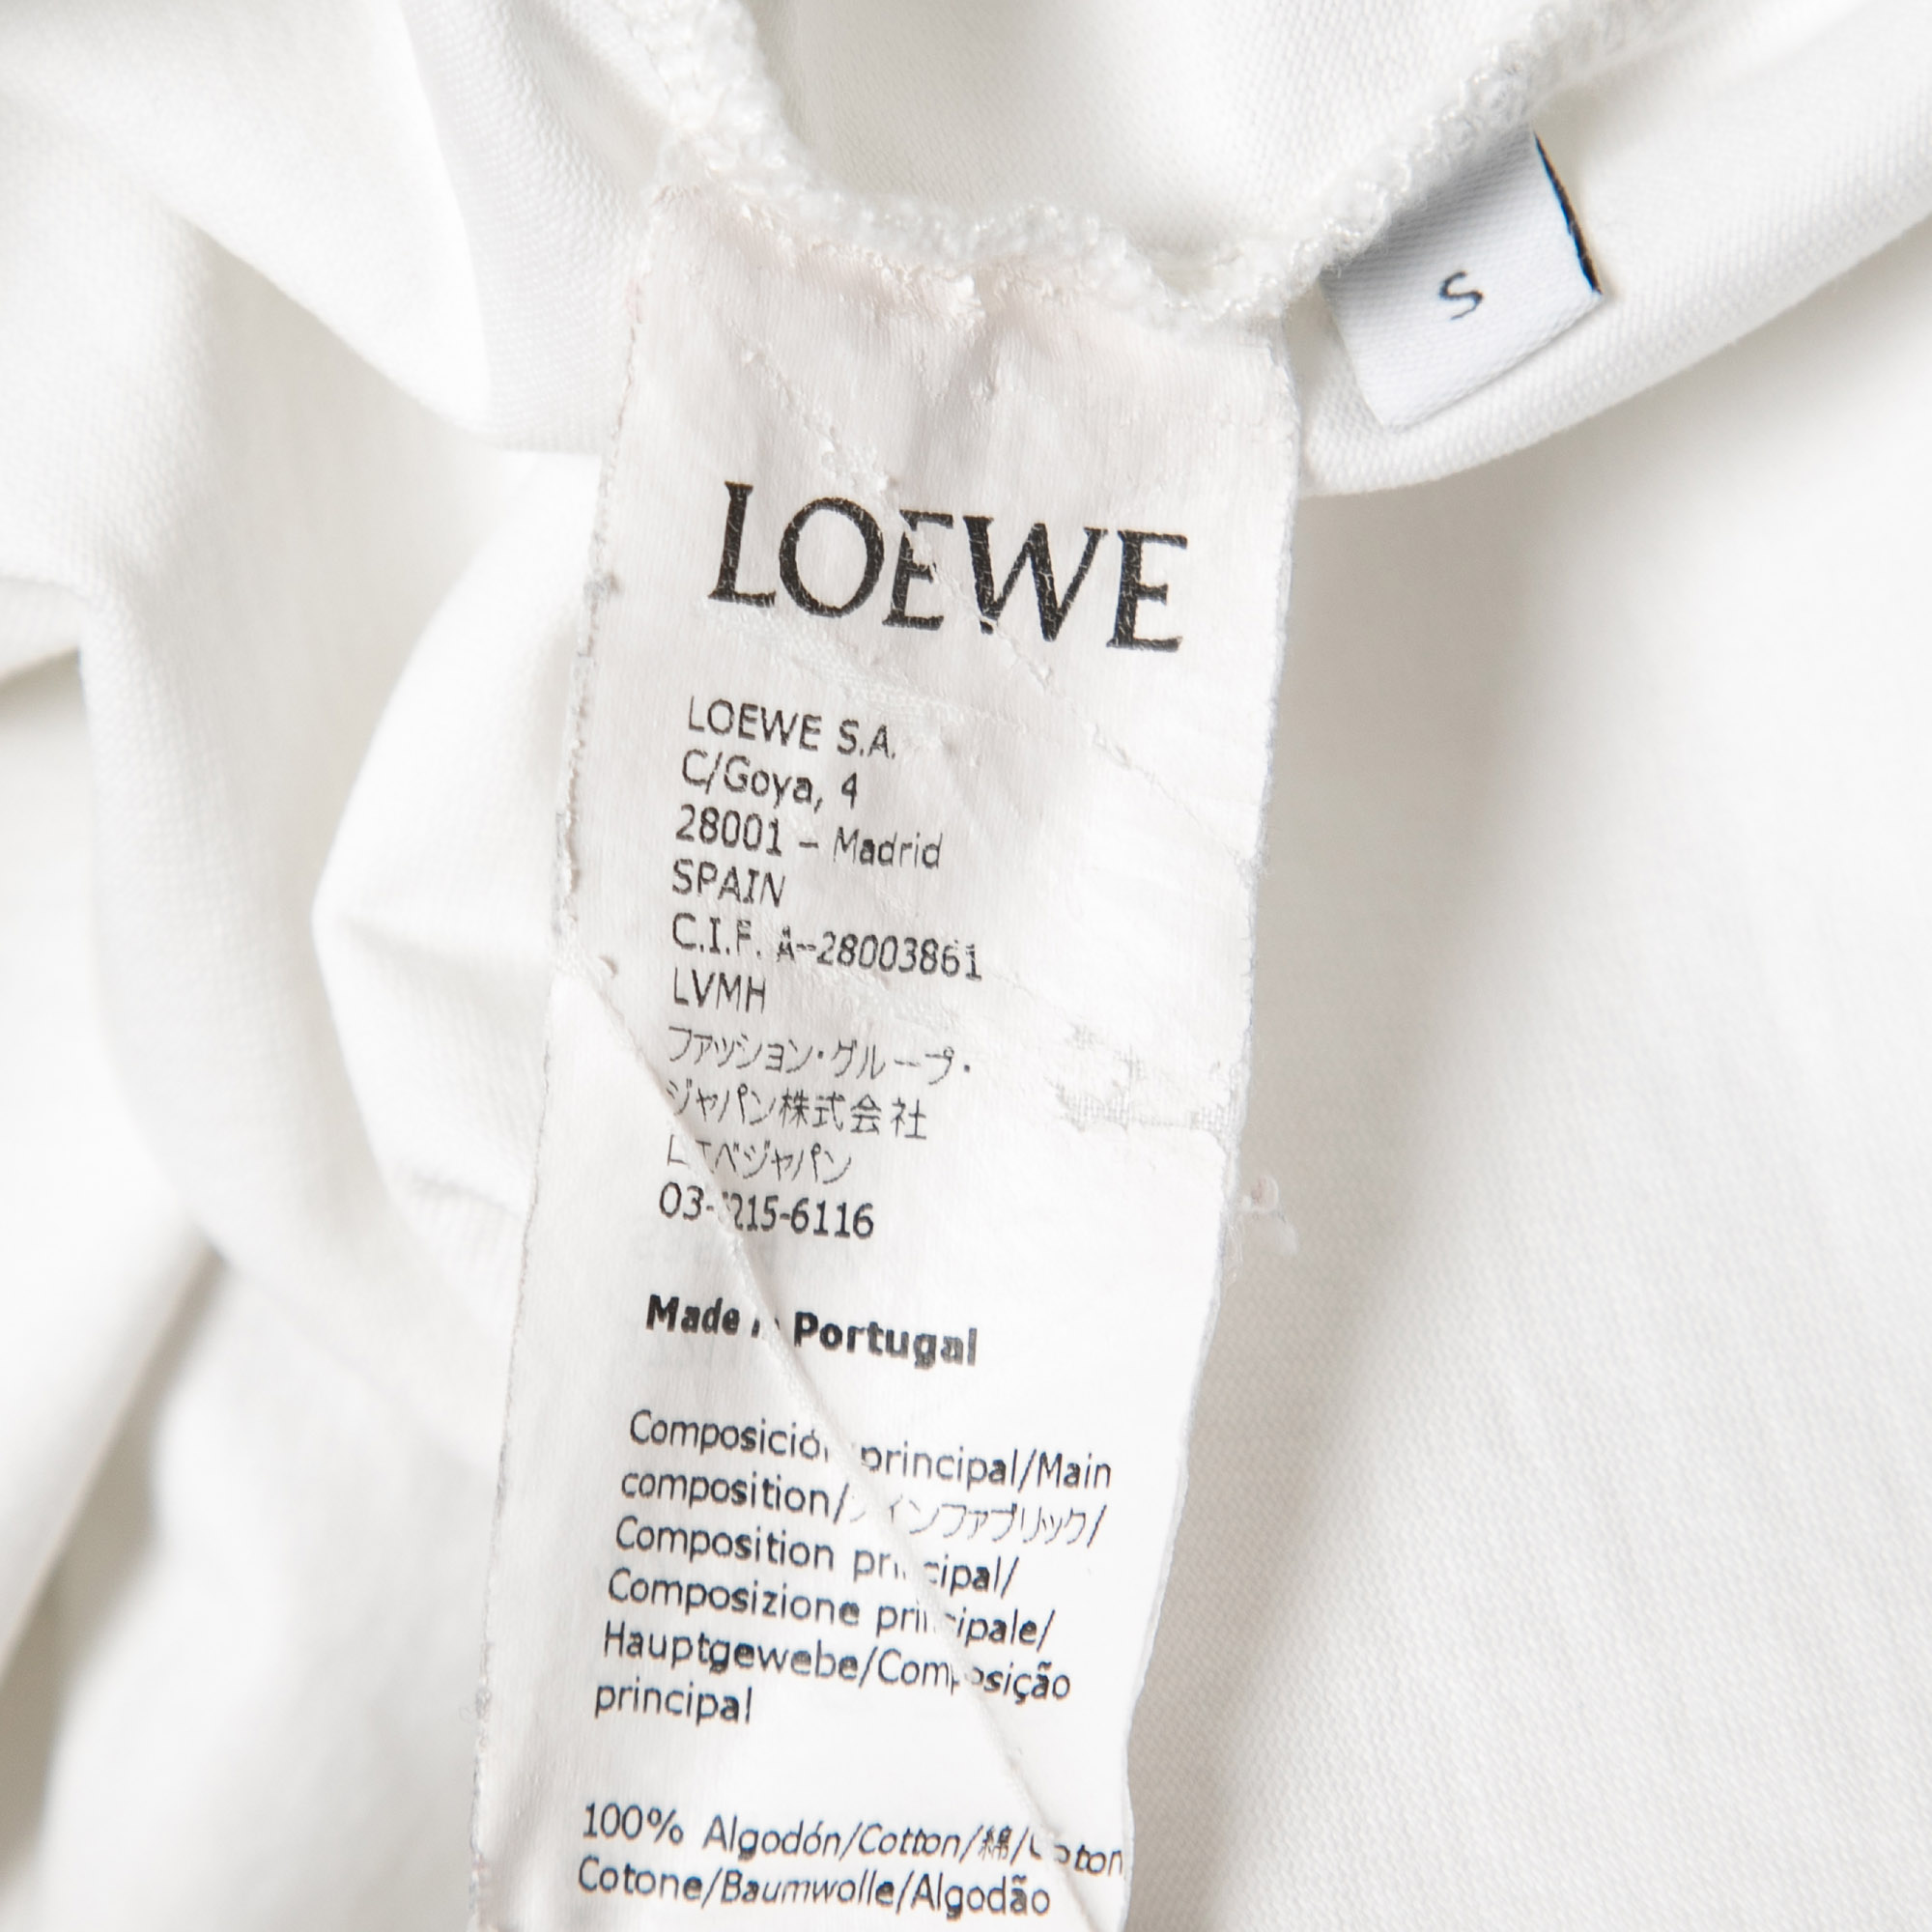 S
LOEWE
LOEWE S.A.
C/Goya, 4
28001 – Madrid
SPAIN
C.I.F. A-28003861
LVMH
ファッション・グループ・
ジャパン株式会社
ロエベジャパン
Made Portugal
Composición principal/Main
composition/メインファブリック/
Composition principal/
Composizione principale/
Hauptgewebe/Composição
principal
100% Algodón/Cotton/綿/Coton
Cotone/Baumwolle/Algodão